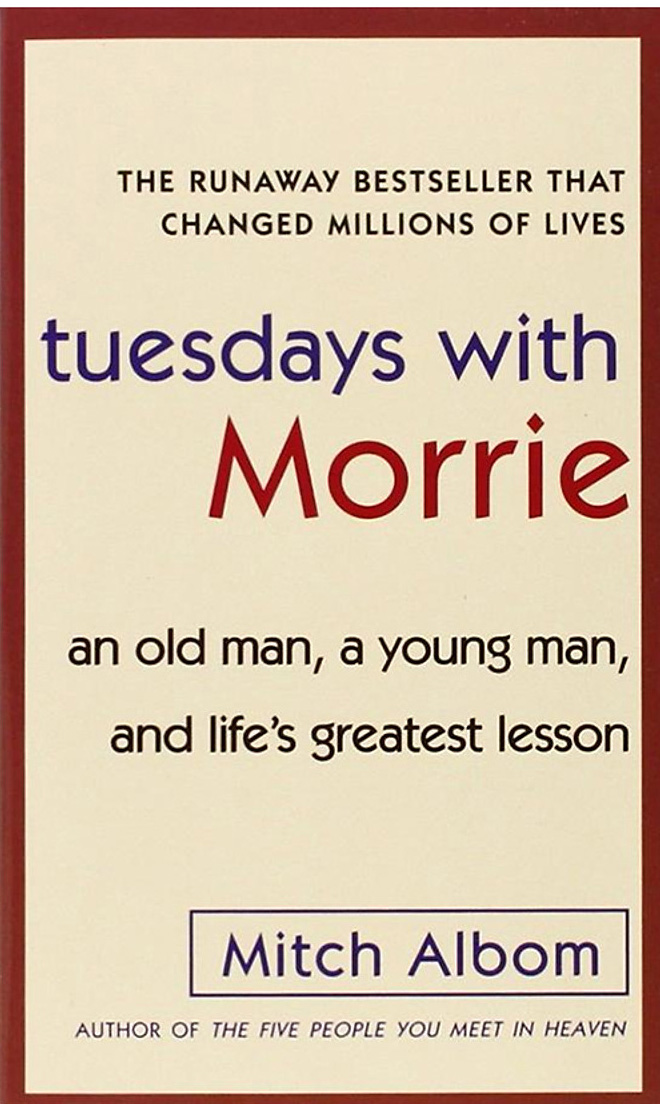 THE RUNAWAY BESTSELLER THAT
CHANGED MILLIONS OF LIVES
tuesdays with
Morrie
an old man, a young man,
and life's greatest lesson
Mitch Albom
AUTHOR OF THE FIVE PEOPLE YOU MEET IN HEAVEN